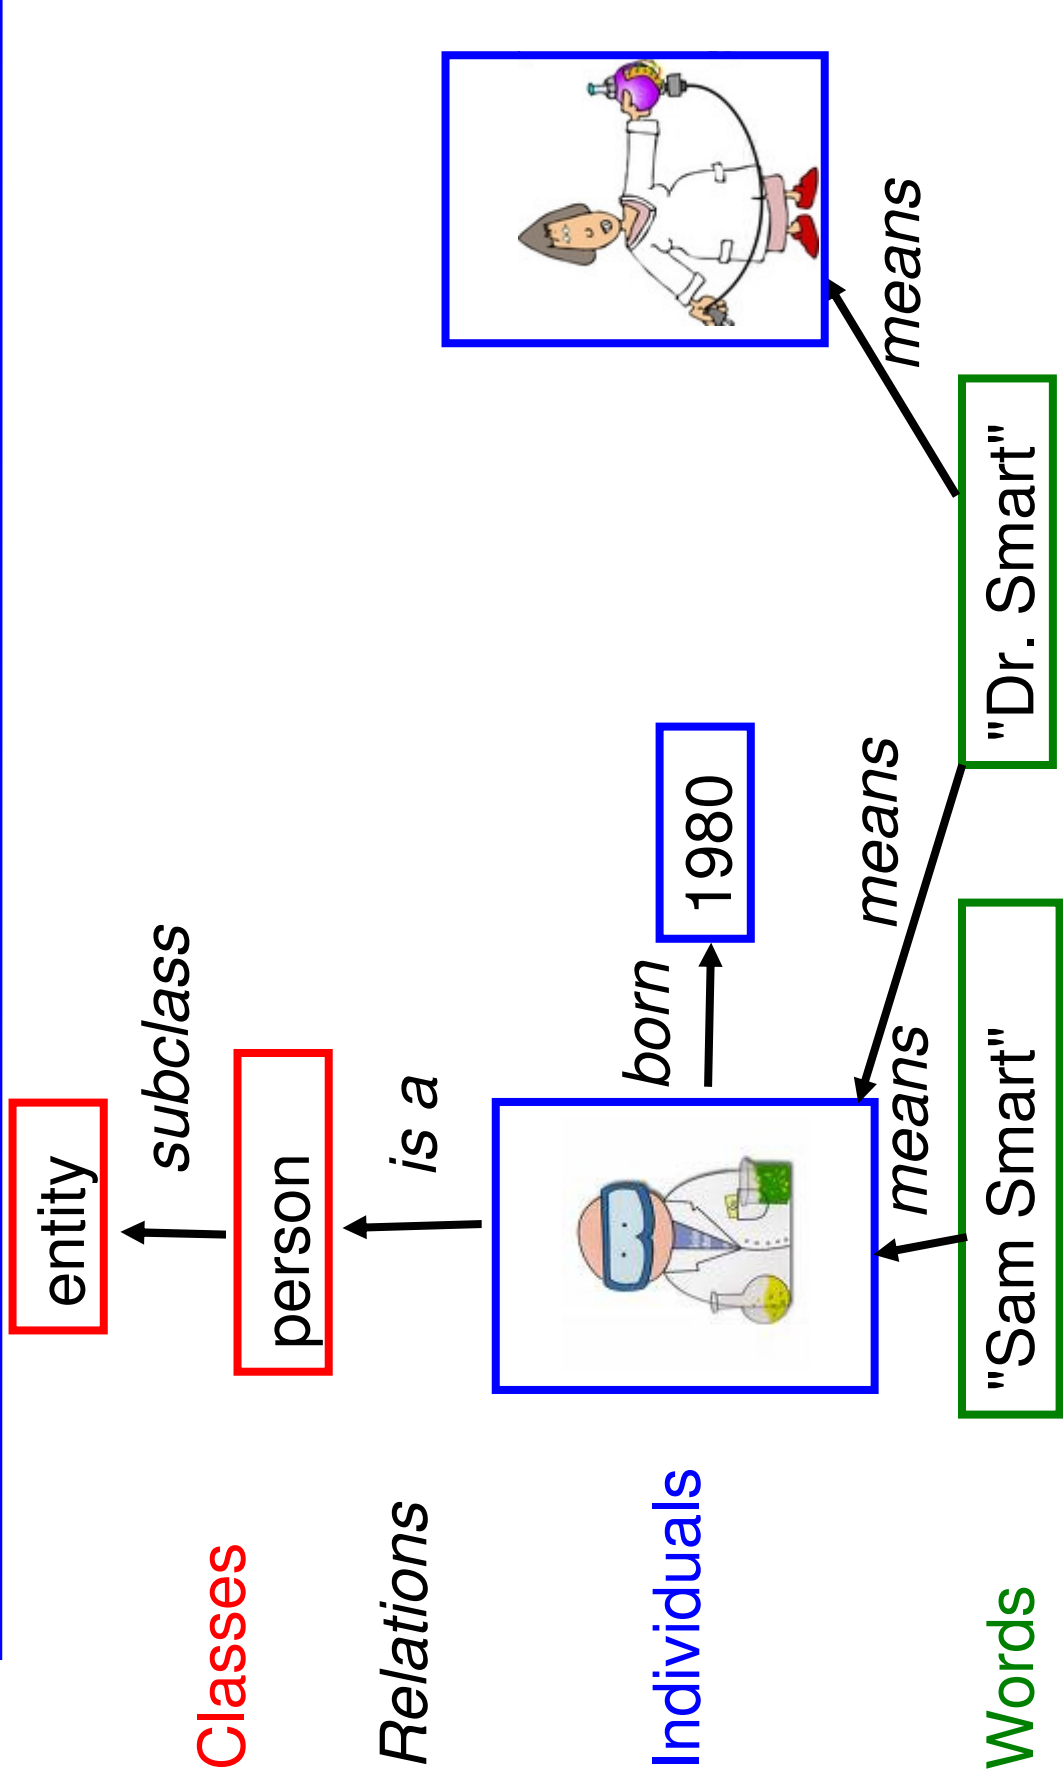 entity
subclass
Classes
person
Relations
is a
born
Individuals
1980
means
means
means
Words
"Sam Smart"
"Dr. Smart"